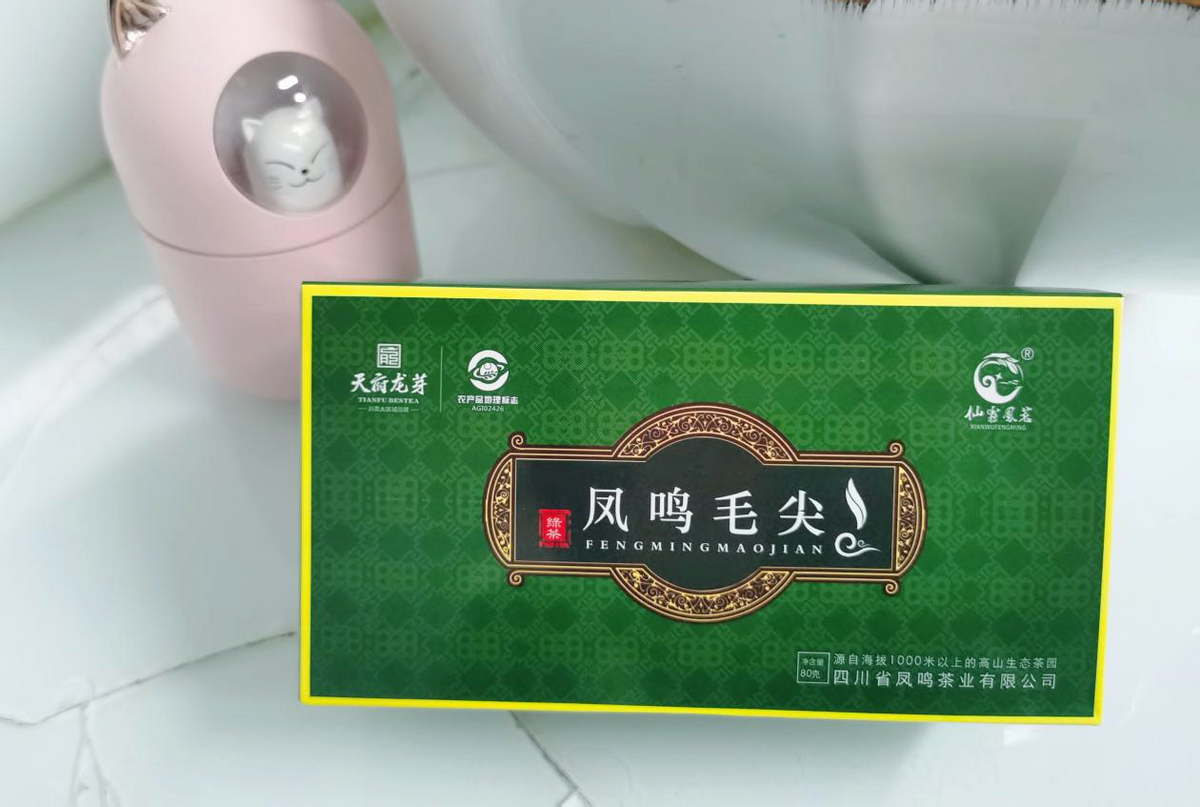 天府龙芽
TIANFU BESTEA
农产品地理标志
AGI02426
®
仙雾凤茗
XIANWUFENGMING
綠茶
凤鸣毛尖
FENGMINGMAOJIAN
净含量
80克
源自海拔1000米以上的高山生态茶园
四川省凤鸣茶业有限公司